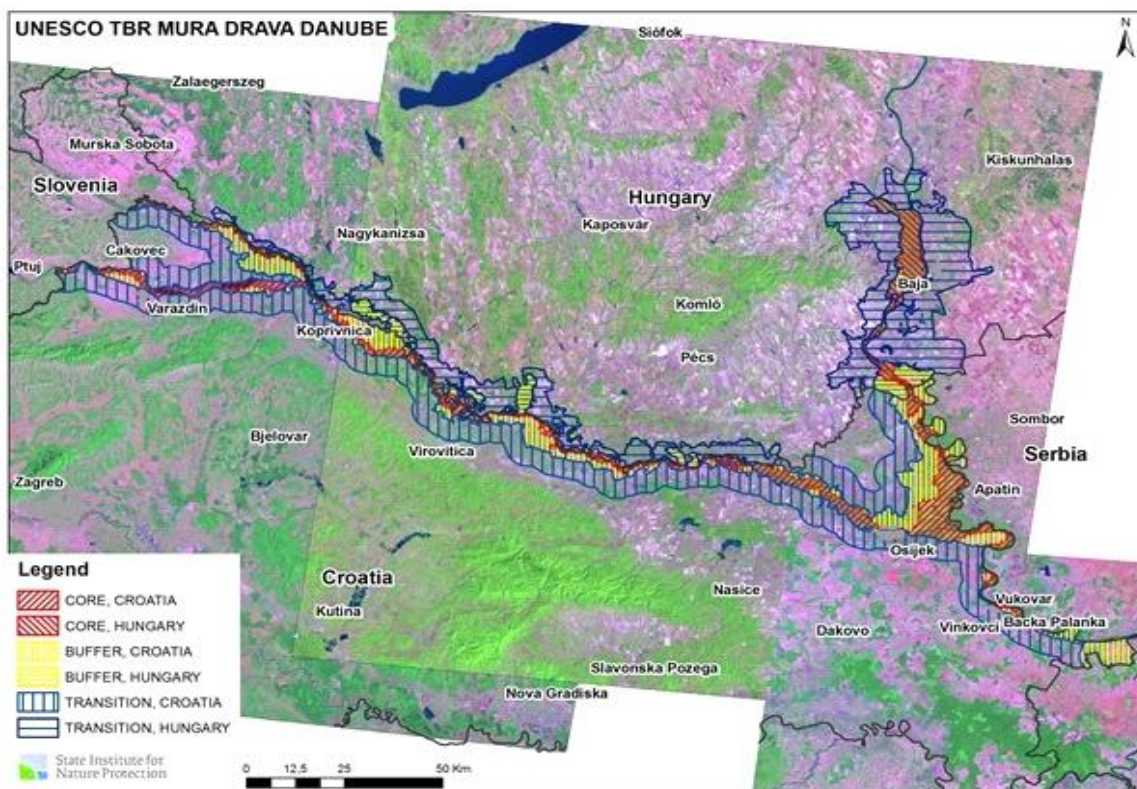 UNESCO TBR MURA DRAVA DANUBE
N
Siófok
Zalaegerszeg
Murska Sobota
Slovenia
Kiskunhalas
Hungary
Kaposvár
Nagykanizsa
Cakovec
Ptuj
Baja
Varazdin
Komló
Koprivnica
Pécs
Sombor
Bjelovar
Virovitica
Serbia
Zagreb
Apatin
Osijek
Legend
Croatia
Nasice
CORE, CROATIA
Kutina
Vukovar
CORE, HUNGARY
Backa Palanka
Vinkovci
Dakovo
BUFFER, CROATIA
BUFFER, HUNGARY
Slavonska Pozega
TRANSITION, CROATIA
Nova Gradiska
TRANSITION, HUNGARY
State Institute for
Nature Protection
0 12,5 25 50 Km